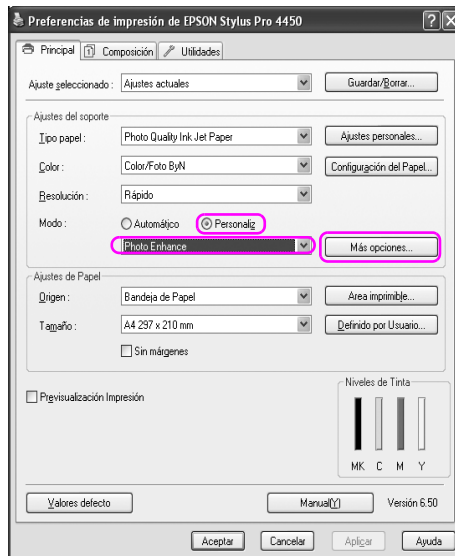 Preferencias de impresión de EPSON Stylus Pro 4450
Principal Composición Utilidades
Ajuste seleccionado : Ajustes actuales Guardar/Borrar...
Ajustes del soporte
Tipo papel : Photo Quality Ink Jet Paper Ajustes personales...
Color : Color/Foto ByN Configuración del Papel...
Resolución : Rápido
Modo : Automático Personaliz
Photo Enhance Más opciones...
Ajustes de Papel
Origen : Bandeja de Papel Area imprimible...
Tamaño : A4 297 x 210 mm Definido por Usuario...
Sin márgenes
Previsualización Impresión
Niveles de Tinta
MK C M Y
Valores defecto Manual(Y) Versión 6.50
Aceptar Cancelar Aplicar Ayuda